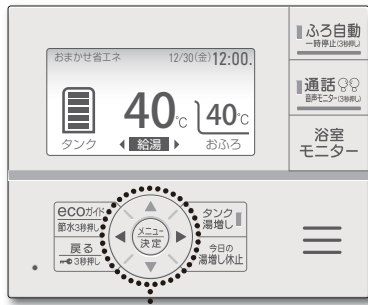 ふろ自動
一時停止(3秒押し)
おまかせ省エネ 12/30(金)12:00.
通話
音声モニター(3秒押し)
40℃ 40℃
タンク 給湯 おふろ
浴室
モニター
ecoガイド
節水3秒押し
戻る
3秒押し
メニュー
決定
タンク
湯増し
今日の
湯増し休止